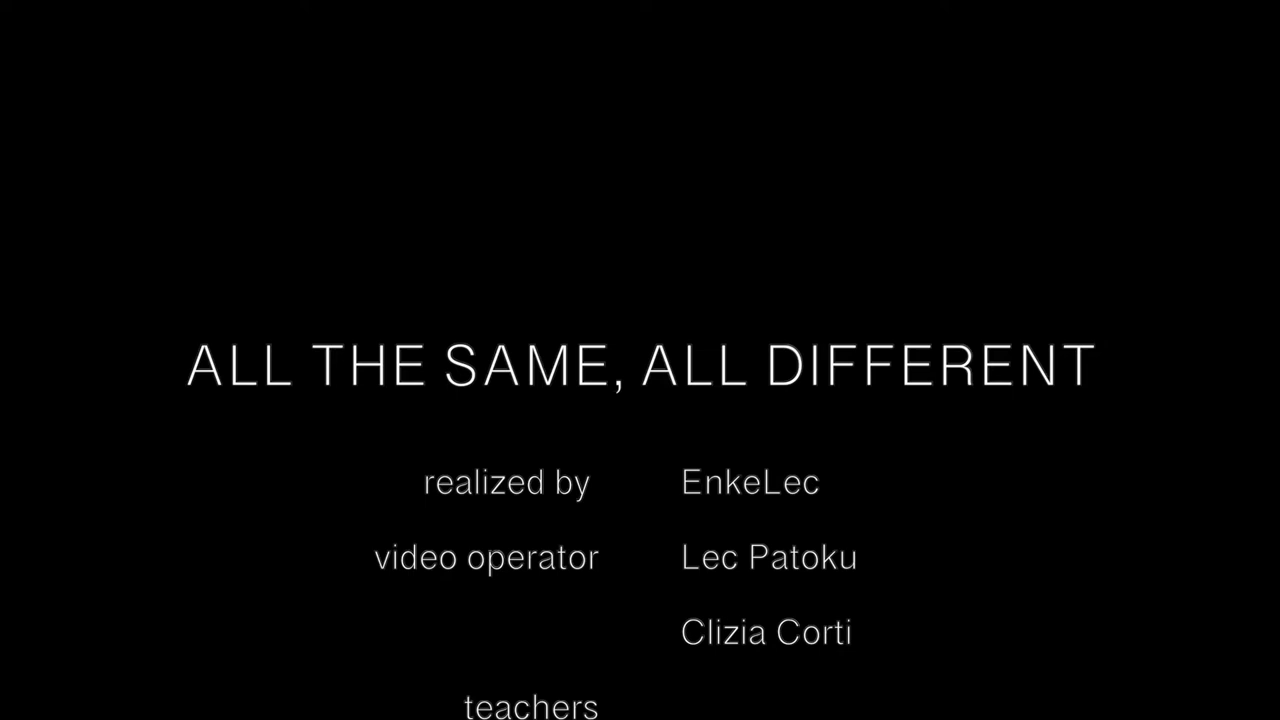 ALL THE SAME, ALL DIFFERENT
realized by EnkeLec
video operator Lec Patoku
Clizia Corti
teachers